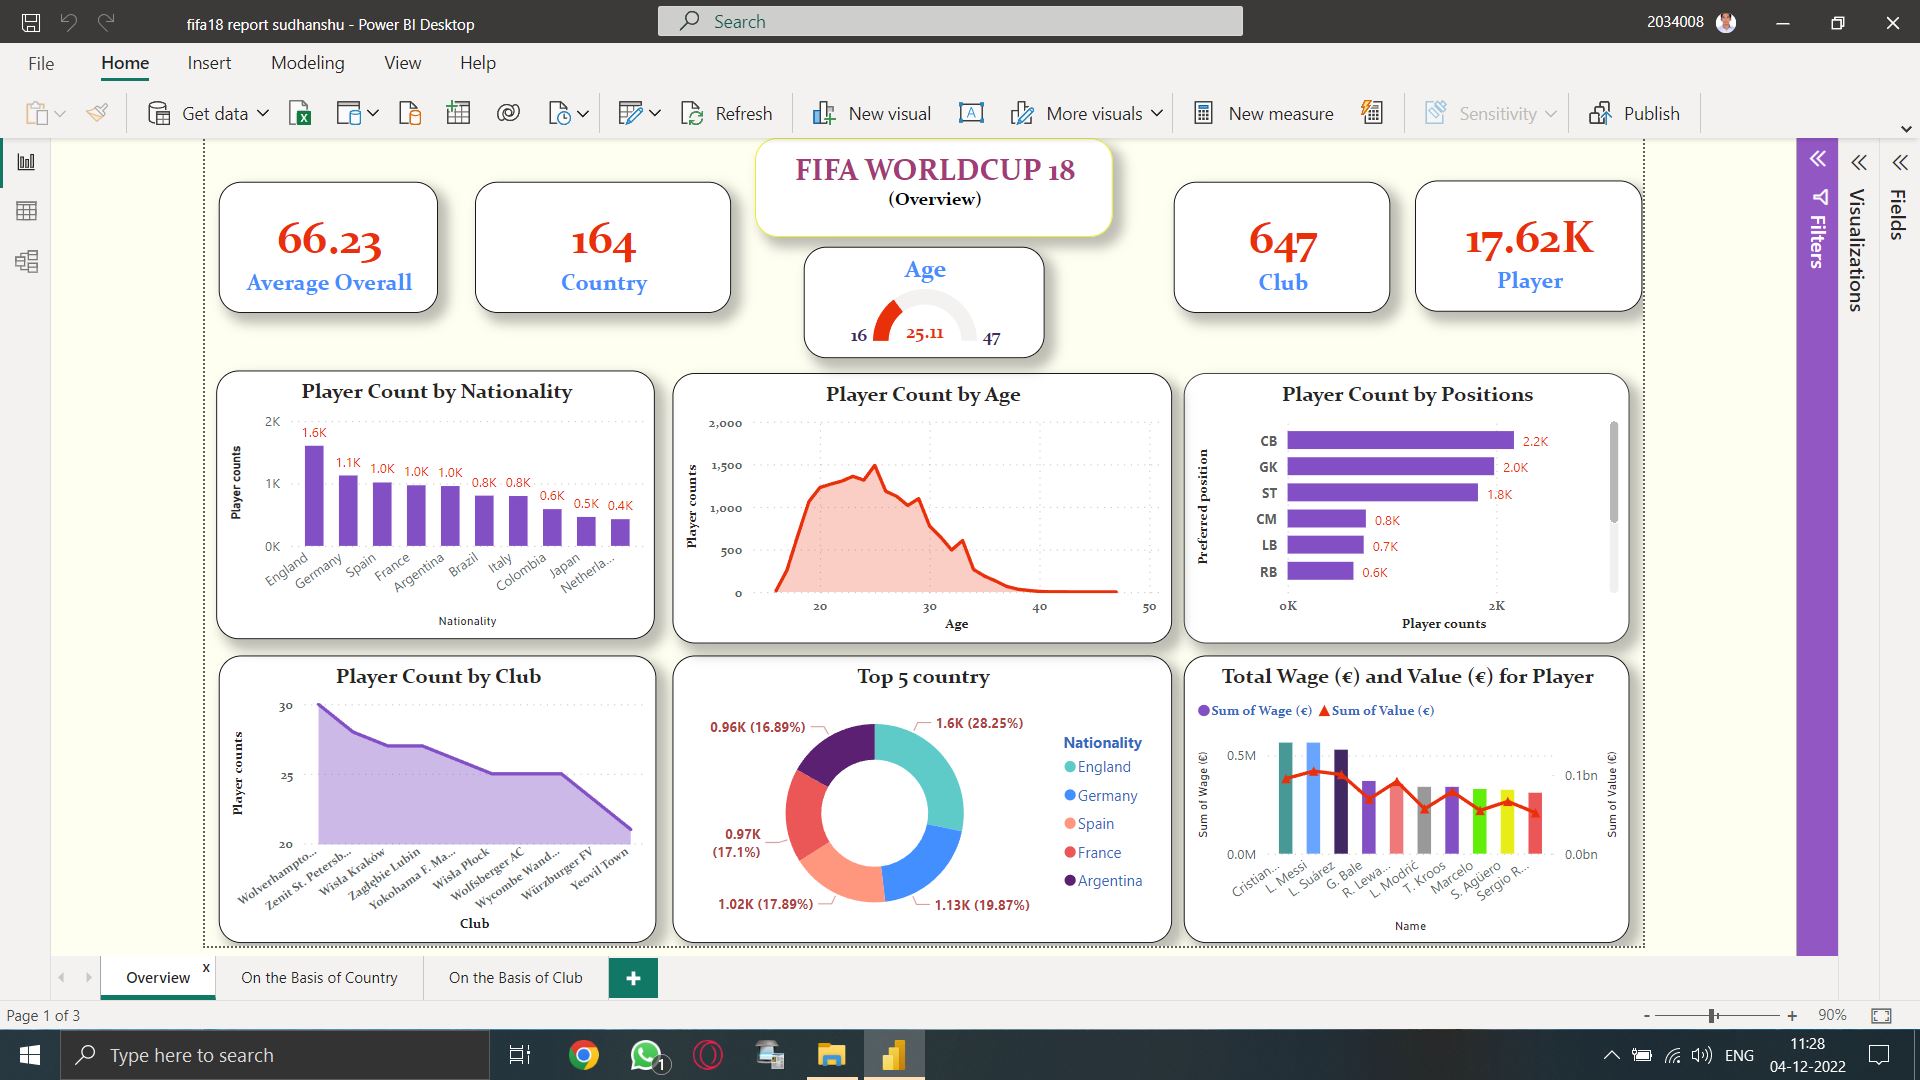 fifa18 report sudhanshu - Power BI Desktop
Search
2034008
File
Home
Insert
Modeling
View
Help
Get data
Refresh
New visual
More visuals
New measure
Sensitivity
Publish
FIFA WORLDCUP 18
(Overview)
66.23
Average Overall
164
Country
Age
16
25.11
47
647
Club
17.62K
Player
Filters
Visualizations
Fields
Player Count by Nationality
Player counts
2K
1K
0K
1.6K
1.1K
1.0K
1.0K
1.0K
0.8K
0.8K
0.6K
0.5K
0.4K
England
Germany
Spain
France
Argentina
Brazil
Italy
Colombia
Japan
Netherla...
Nationality
Player Count by Age
Player counts
2,000
1,500
1,000
500
0
20
30
40
50
Age
Player Count by Positions
Preferred position
CB
2.2K
GK
2.0K
ST
1.8K
CM
0.8K
LB
0.7K
RB
0.6K
0K
2K
Player counts
Player Count by Club
Player counts
30
25
20
Wolverhampto...
Zenit St. Petersb...
Wisła Kraków
Zagłębie Lubin
Yokohama F. Ma...
Wisła Płock
Wolfsberger AC
Wycombe Wand...
Würzburger FV
Yeovil Town
Club
Top 5 country
0.96K (16.89%)
1.6K (28.25%)
0.97K
(17.1%)
1.02K (17.89%)
1.13K (19.87%)
Nationality
England
Germany
Spain
France
Argentina
Total Wage (€) and Value (€) for Player
Sum of Wage (€)
Sum of Value (€)
Sum of Wage (€)
0.5M
0.0M
0.1bn
0.0bn
Sum of Value (€)
Cristian...
L. Messi
L. Suárez
G. Bale
R. Lewa...
L. Modrić
T. Kroos
Marcelo
S. Agüero
Sergio R...
Name
Overview
x
On the Basis of Country
On the Basis of Club
+
Page 1 of 3
- + 90%
Type here to search
1
ENG
11:28
04-12-2022